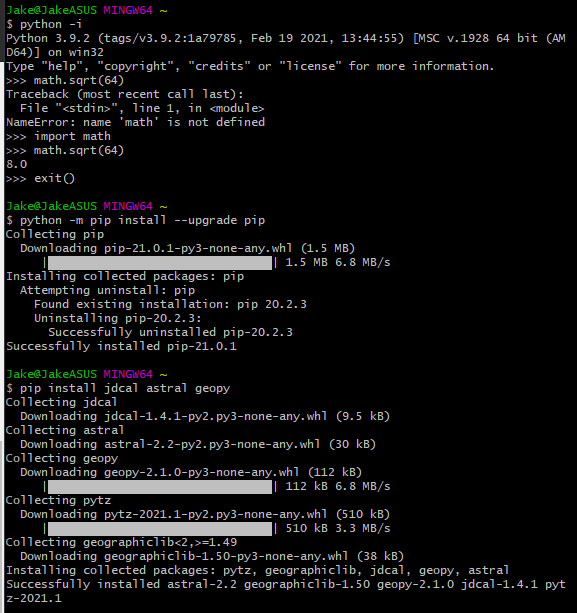 Jake@JakeASUS MINGW64 ~
$ python -i
Python 3.9.2 (tags/v3.9.2:1a79785, Feb 19 2021, 13:44:55) [MSC v.1928 64 bit (AM
D64)] on win32
Type "help", "copyright", "credits" or "license" for more information.
>>> math.sqrt(64)
Traceback (most recent call last):
  File "<stdin>", line 1, in <module>
NameError: name 'math' is not defined
>>> import math
>>> math.sqrt(64)
8.0
>>> exit()
Jake@JakeASUS MINGW64 ~
$ python -m pip install --upgrade pip
Collecting pip
  Downloading pip-21.0.1-py3-none-any.whl (1.5 MB)
     | | 1.5 MB 6.8 MB/s
Installing collected packages: pip
  Attempting uninstall: pip
    Found existing installation: pip 20.2.3
    Uninstalling pip-20.2.3:
      Successfully uninstalled pip-20.2.3
Successfully installed pip-21.0.1
Jake@JakeASUS MINGW64 ~
$ pip install jdcal astral geopy
Collecting jdcal
  Downloading jdcal-1.4.1-py2.py3-none-any.whl (9.5 kB)
Collecting astral
  Downloading astral-2.2-py2.py3-none-any.whl (30 kB)
Collecting geopy
  Downloading geopy-2.1.0-py3-none-any.whl (112 kB)
     | | 112 kB 6.8 MB/s
Collecting pytz
  Downloading pytz-2021.1-py2.py3-none-any.whl (510 kB)
     | | 510 kB 3.3 MB/s
Collecting geographiclib<2,>=1.49
  Downloading geographiclib-1.50-py3-none-any.whl (38 kB)
Installing collected packages: pytz, geographiclib, jdcal, geopy, astral
Successfully installed astral-2.2 geographiclib-1.50 geopy-2.1.0 jdcal-1.4.1 pyt
z-2021.1